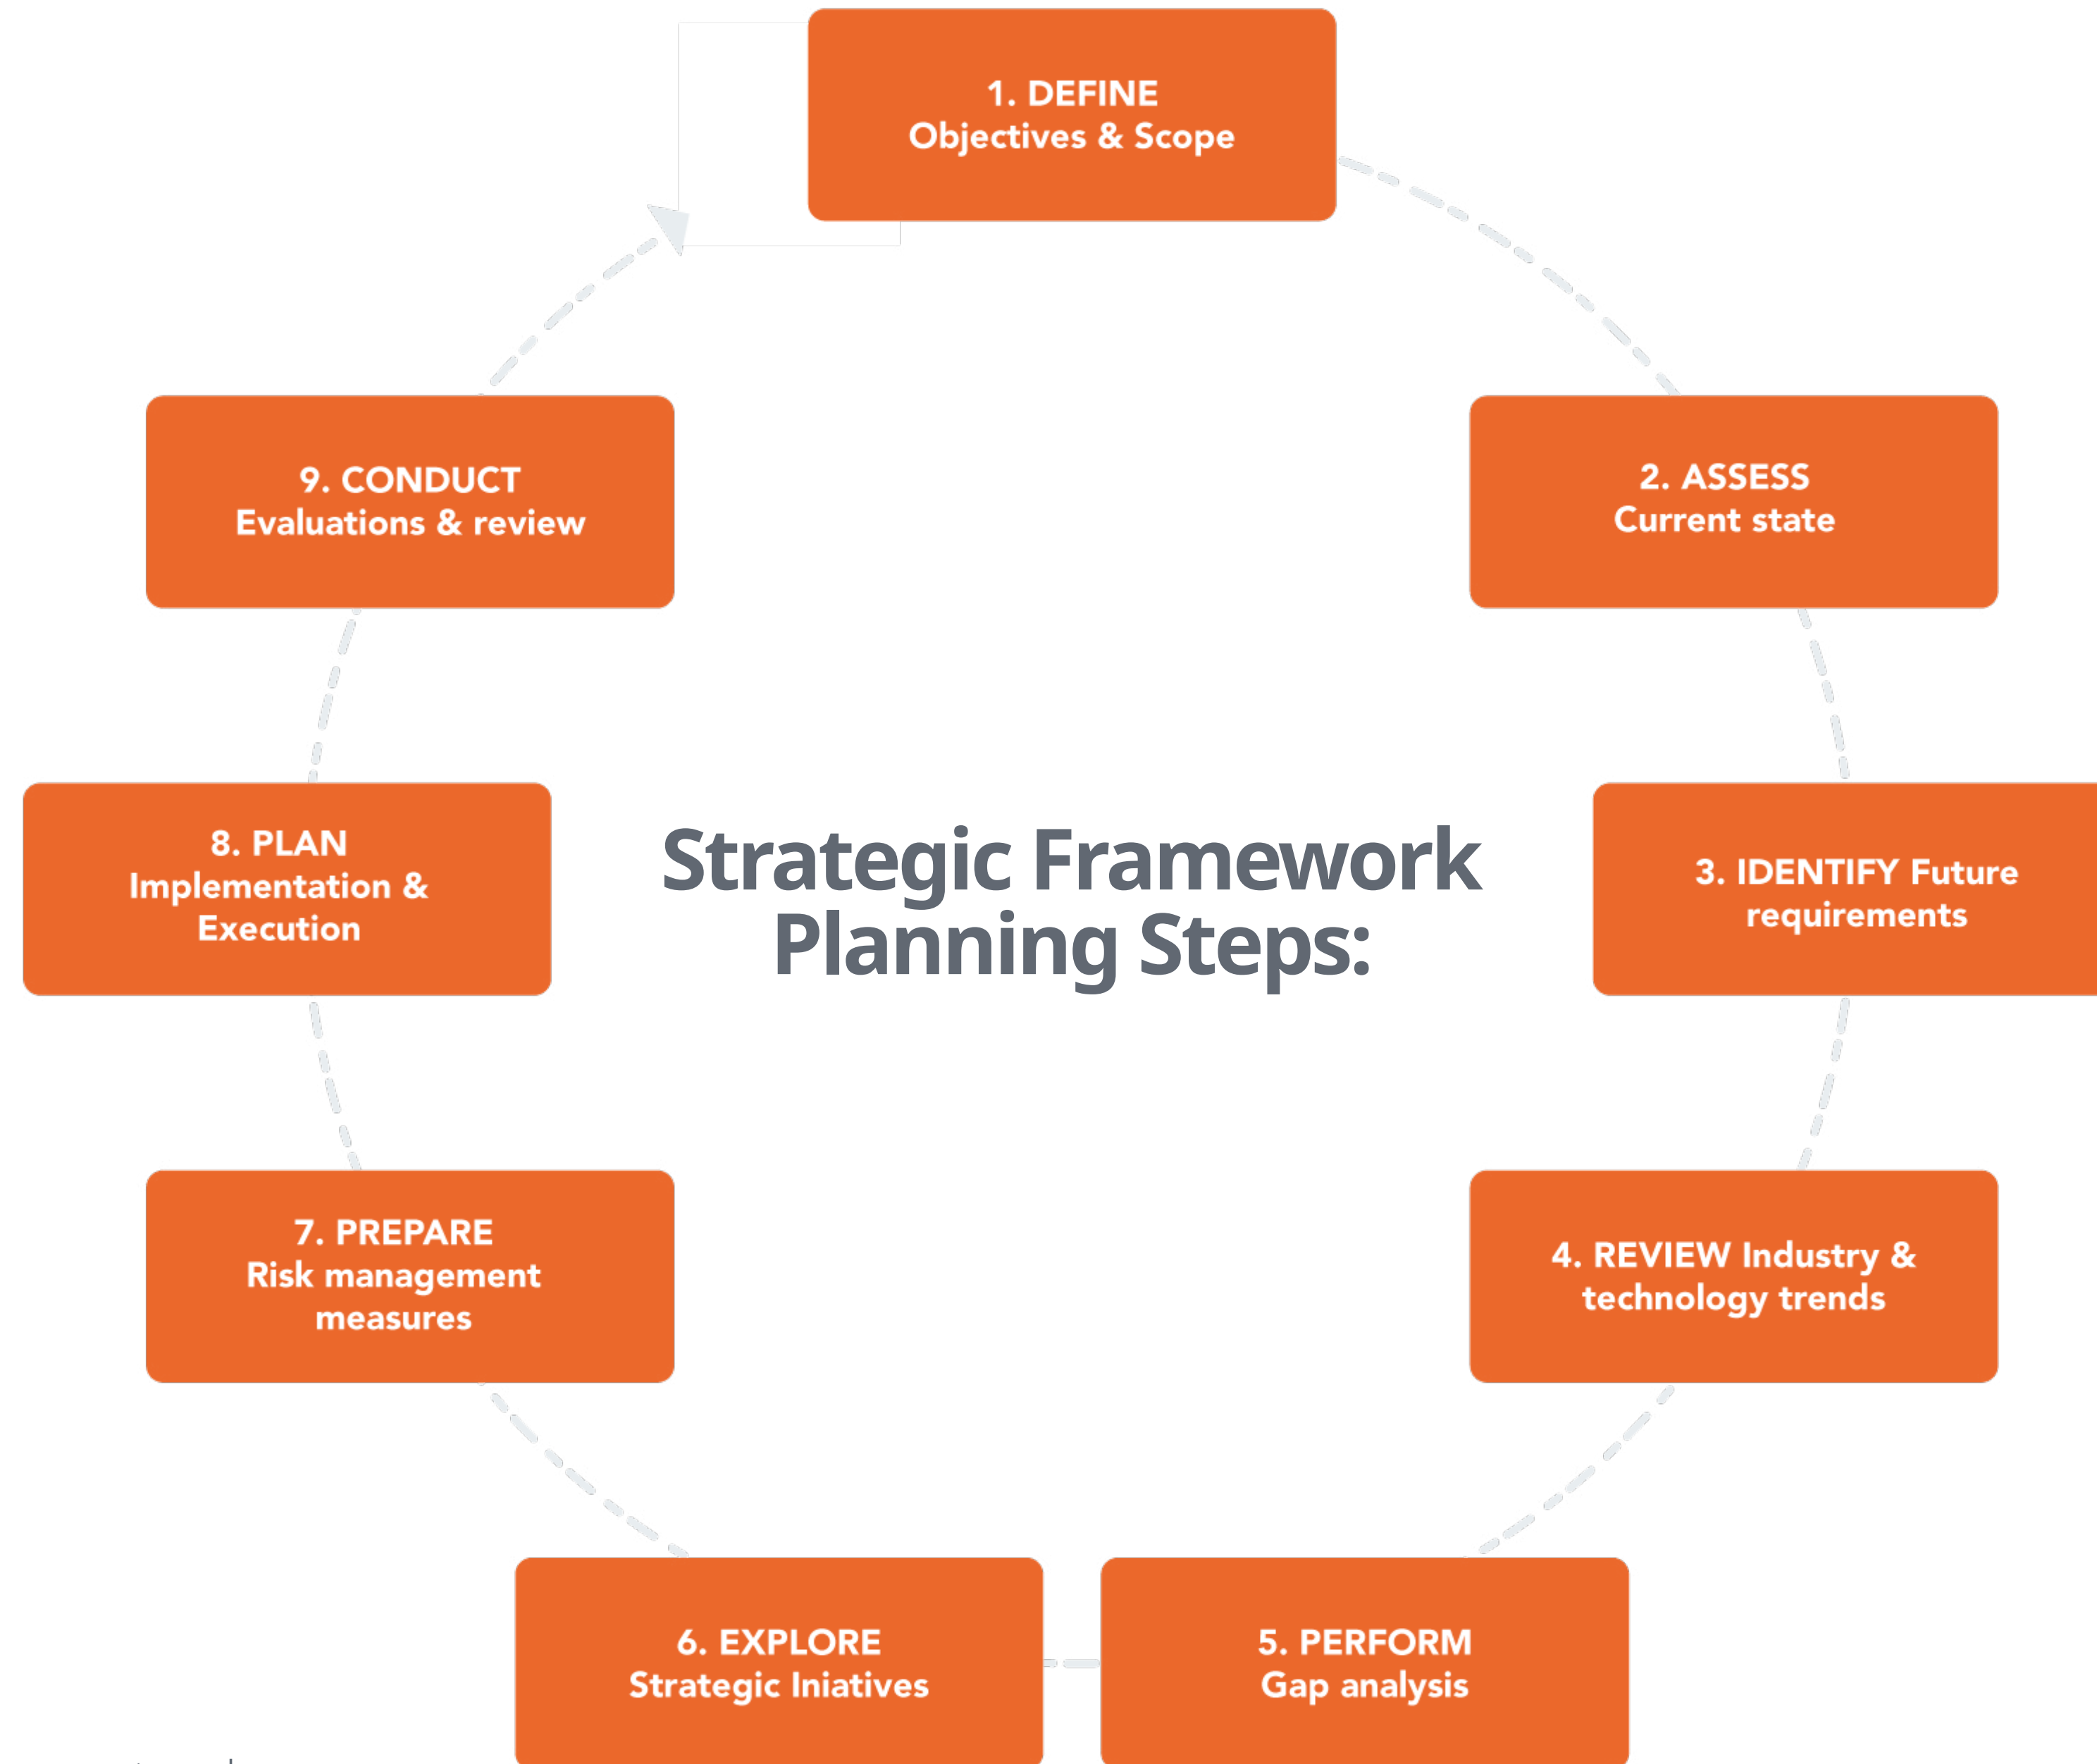 1. DEFINE
Objectives & Scope
2. ASSESS
Current state
3. IDENTIFY Future
requirements
4. REVIEW Industry &
technology trends
5. PERFORM
Gap analysis
6. EXPLORE
Strategic Iniatives
7. PREPARE
Risk management
measures
8. PLAN
Implementation &
Execution
9. CONDUCT
Evaluations & review
Strategic Framework
Planning Steps: